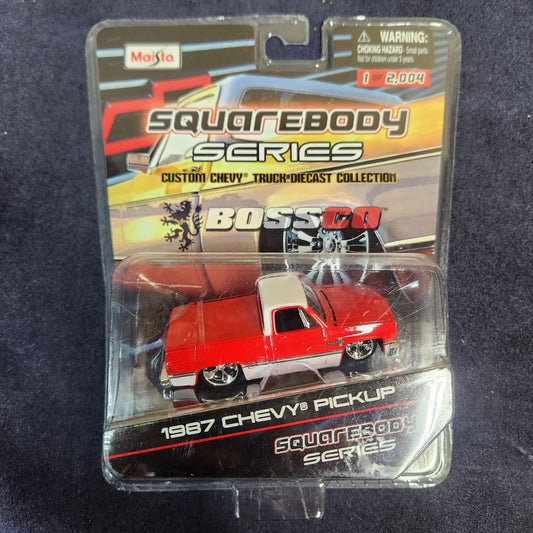 Maisto
WARNING:
CHOKING HAZARD - Small parts.
Not for children under 3 years.
1 OF 2,004
SQUAREBODY
SERIES
CUSTOM CHEVY® TRUCK DIECAST COLLECTION
BOSSCO™
1987 CHEVY® PICKUP
SQUAREBODY
SERIES